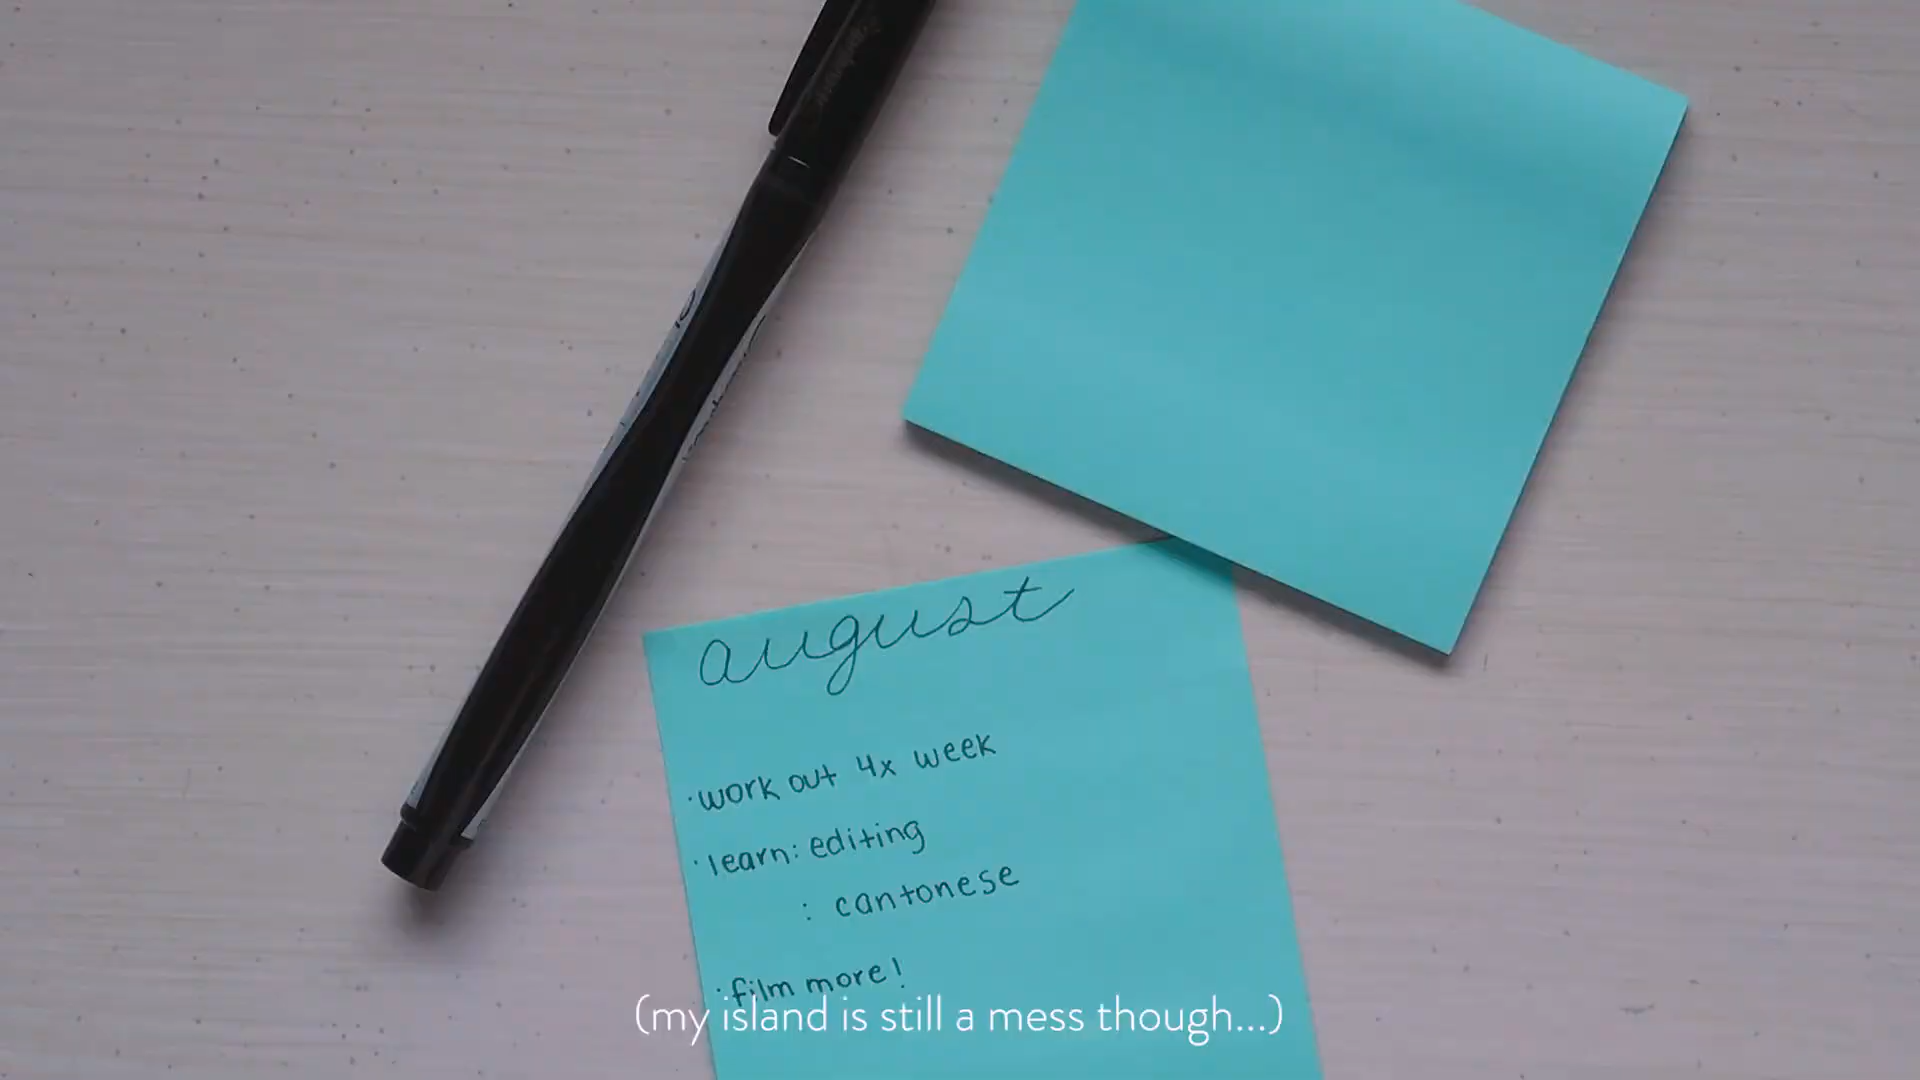 august
·work out 4x week
·learn: editing
: cantonese
·film more!
(my island is still a mess though...)